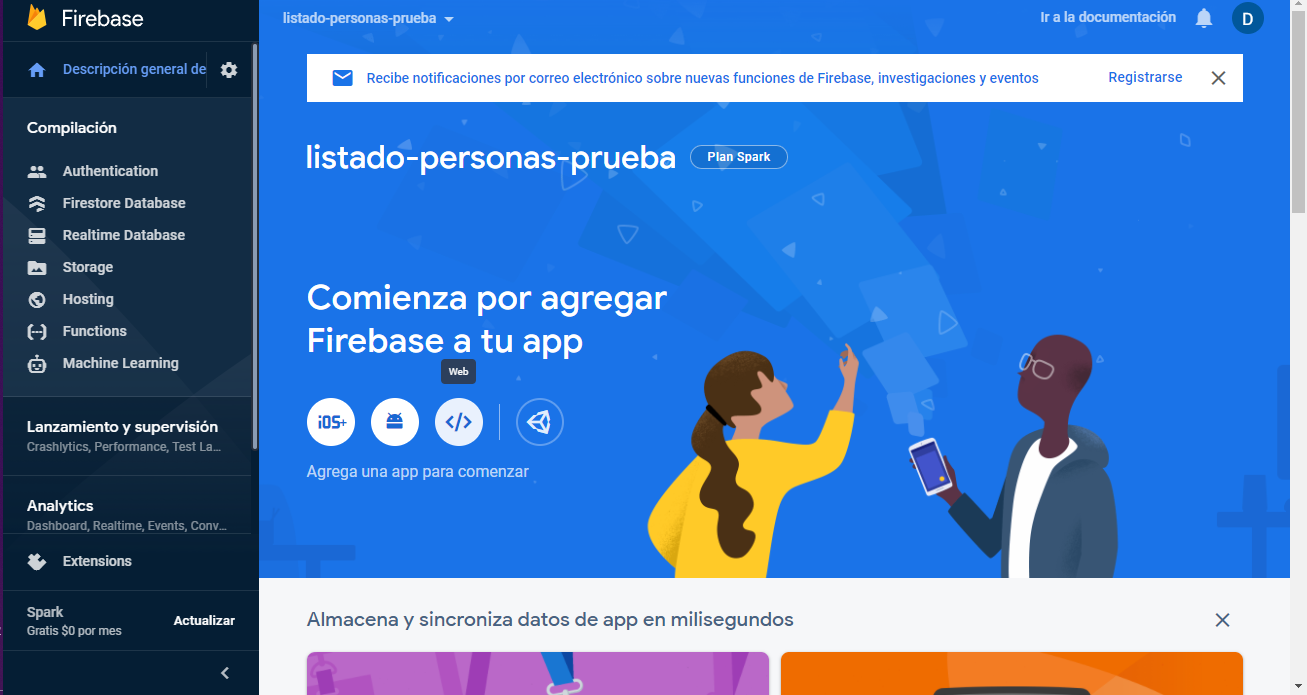 Firebase
Descripción general de
Compilación
Authentication
Firestore Database
Realtime Database
Storage
Hosting
Functions
Machine Learning
Lanzamiento y supervisión
Crashlytics, Performance, Test La...
Analytics
Dashboard, Realtime, Events, Conv...
Extensions
Spark
Gratis $0 por mes
Actualizar
listado-personas-prueba
Ir a la documentación
D
Recibe notificaciones por correo electrónico sobre nuevas funciones de Firebase, investigaciones y eventos
Registrarse
listado-personas-prueba
Plan Spark
Comienza por agregar
Firebase a tu app
Web
iOS+
Agrega una app para comenzar
Almacena y sincroniza datos de app en milisegundos